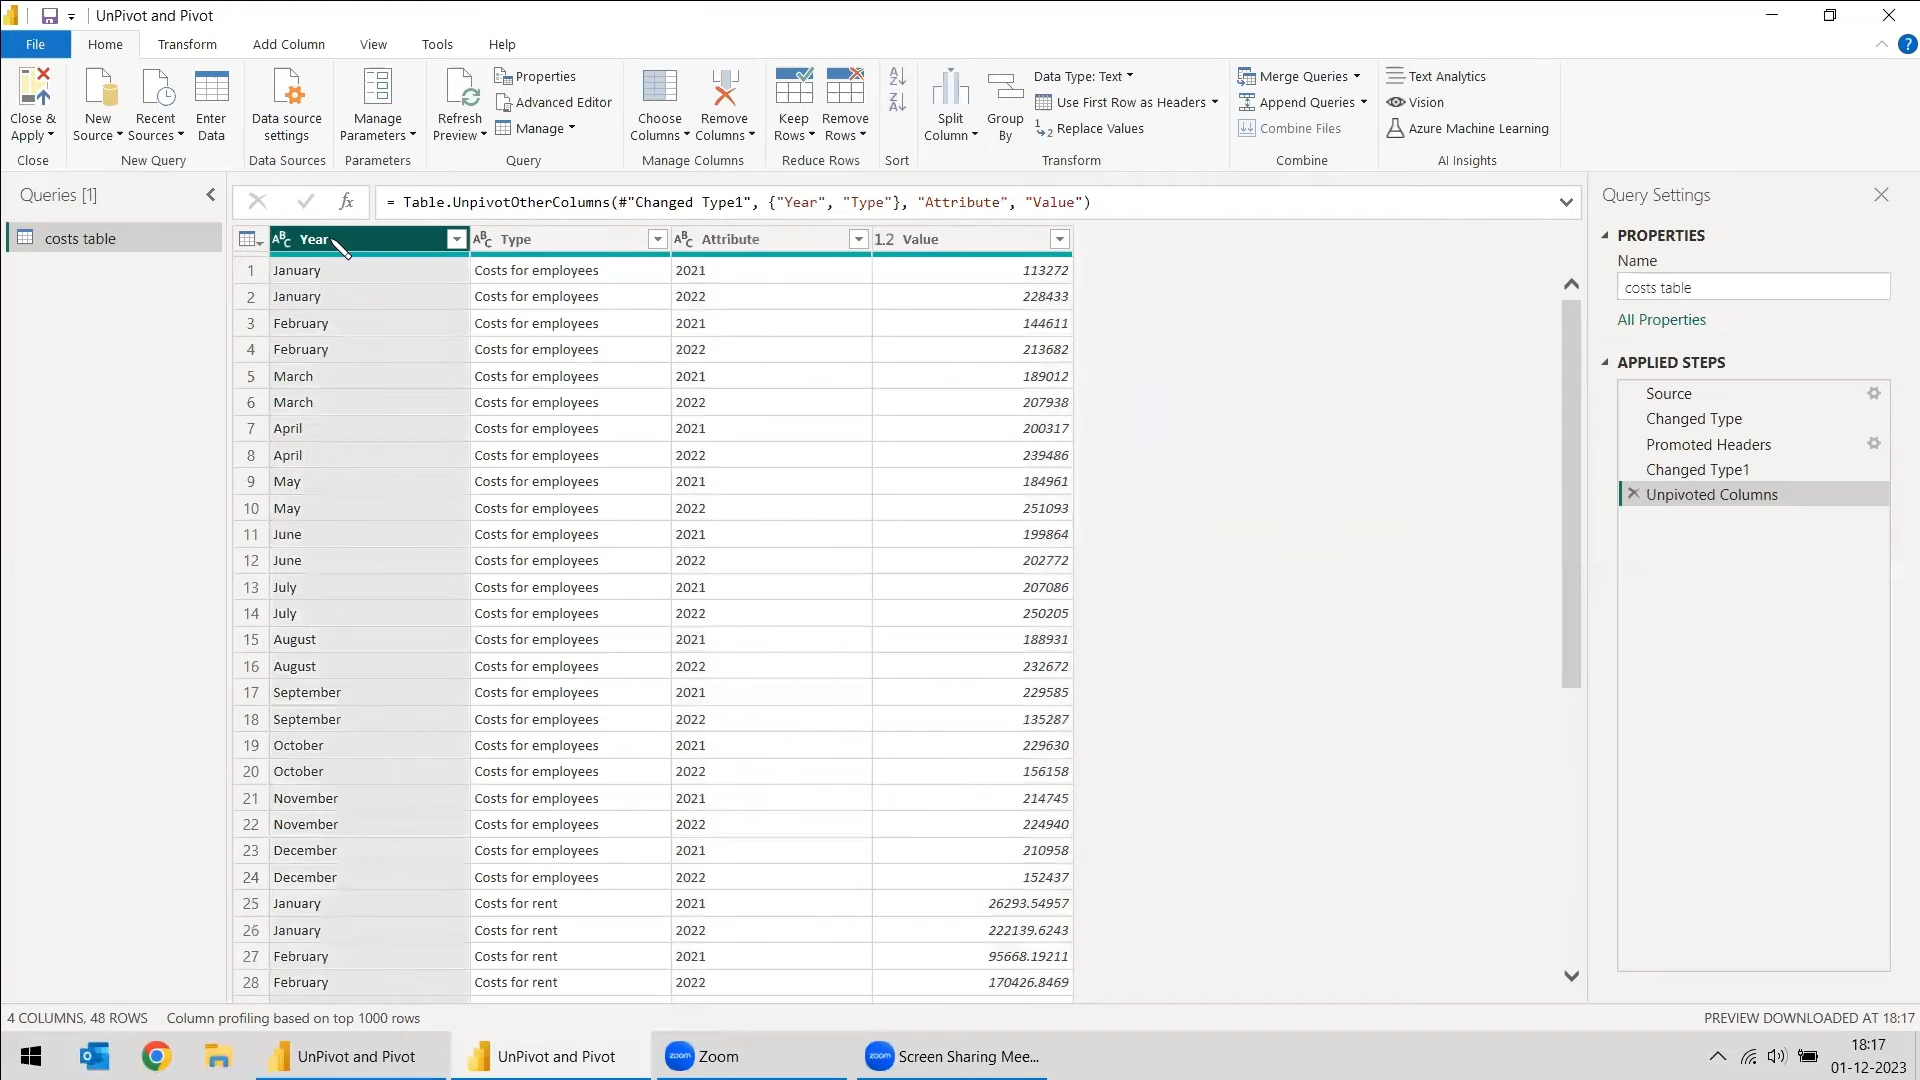 UnPivot and Pivot
File Home Transform Add Column View Tools Help
Close & Apply
Close
New Source
Recent Sources
Enter Data
New Query
Data source settings
Data Sources
Manage Parameters
Parameters
Refresh Preview
Properties
Advanced Editor
Manage
Query
Choose Columns
Remove Columns
Manage Columns
Keep Rows
Remove Rows
Reduce Rows
Sort
Split Column
Group By
Data Type: Text
Use First Row as Headers
Replace Values
Transform
Merge Queries
Append Queries
Combine Files
Combine
Text Analytics
Vision
Azure Machine Learning
AI Insights
Queries [1]
costs table
fx
= Table.UnpivotOtherColumns(#"Changed Type1", {"Year", "Type"}, "Attribute", "Value")
ABC Year ABC Type ABC Attribute 1.2 Value
1 January Costs for employees 2021 113272
2 January Costs for employees 2022 228433
3 February Costs for employees 2021 144611
4 February Costs for employees 2022 213682
5 March Costs for employees 2021 189012
6 March Costs for employees 2022 207938
7 April Costs for employees 2021 200317
8 April Costs for employees 2022 239486
9 May Costs for employees 2021 184961
10 May Costs for employees 2022 251093
11 June Costs for employees 2021 199864
12 June Costs for employees 2022 202772
13 July Costs for employees 2021 207086
14 July Costs for employees 2022 250205
15 August Costs for employees 2021 188931
16 August Costs for employees 2022 232672
17 September Costs for employees 2021 229585
18 September Costs for employees 2022 135287
19 October Costs for employees 2021 229630
20 October Costs for employees 2022 156158
21 November Costs for employees 2021 214745
22 November Costs for employees 2022 224940
23 December Costs for employees 2021 210958
24 December Costs for employees 2022 152437
25 January Costs for rent 2021 26293.54957
26 January Costs for rent 2022 222139.6243
27 February Costs for rent 2021 95668.19211
28 February Costs for rent 2022 170426.8469
Query Settings
PROPERTIES
Name
costs table
All Properties
APPLIED STEPS
Source
Changed Type
Promoted Headers
Changed Type1
Unpivoted Columns
4 COLUMNS, 48 ROWS Column profiling based on top 1000 rows
PREVIEW DOWNLOADED AT 18:17
UnPivot and Pivot
UnPivot and Pivot
zoom Zoom
zoom Screen Sharing Mee...
18:17
01-12-2023